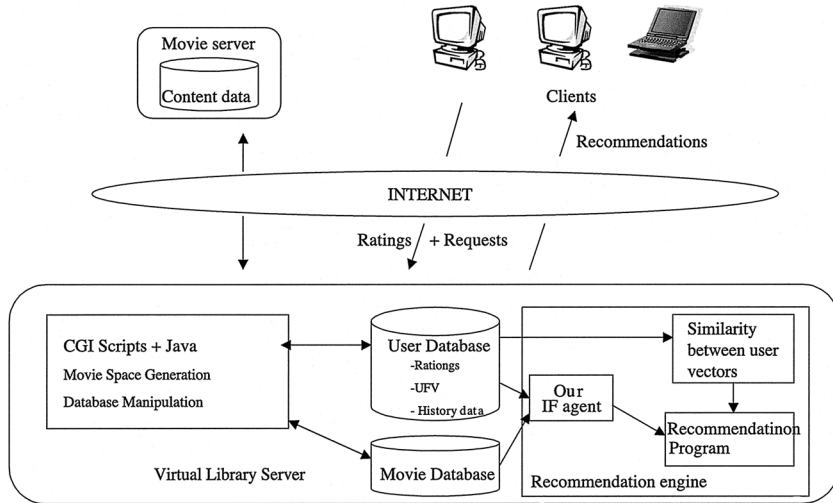 Movie server
Content data
Clients
Recommendations
INTERNET
Ratings + Requests
CGI Scripts + Java
Movie Space Generation
Database Manipulation
User Database
-Rationgs
-UFV
- History data
Similarity
between user
vectors
Our
IF agent
Recommendatinon
Program
Movie Database
Virtual Library Server
Recommendation engine